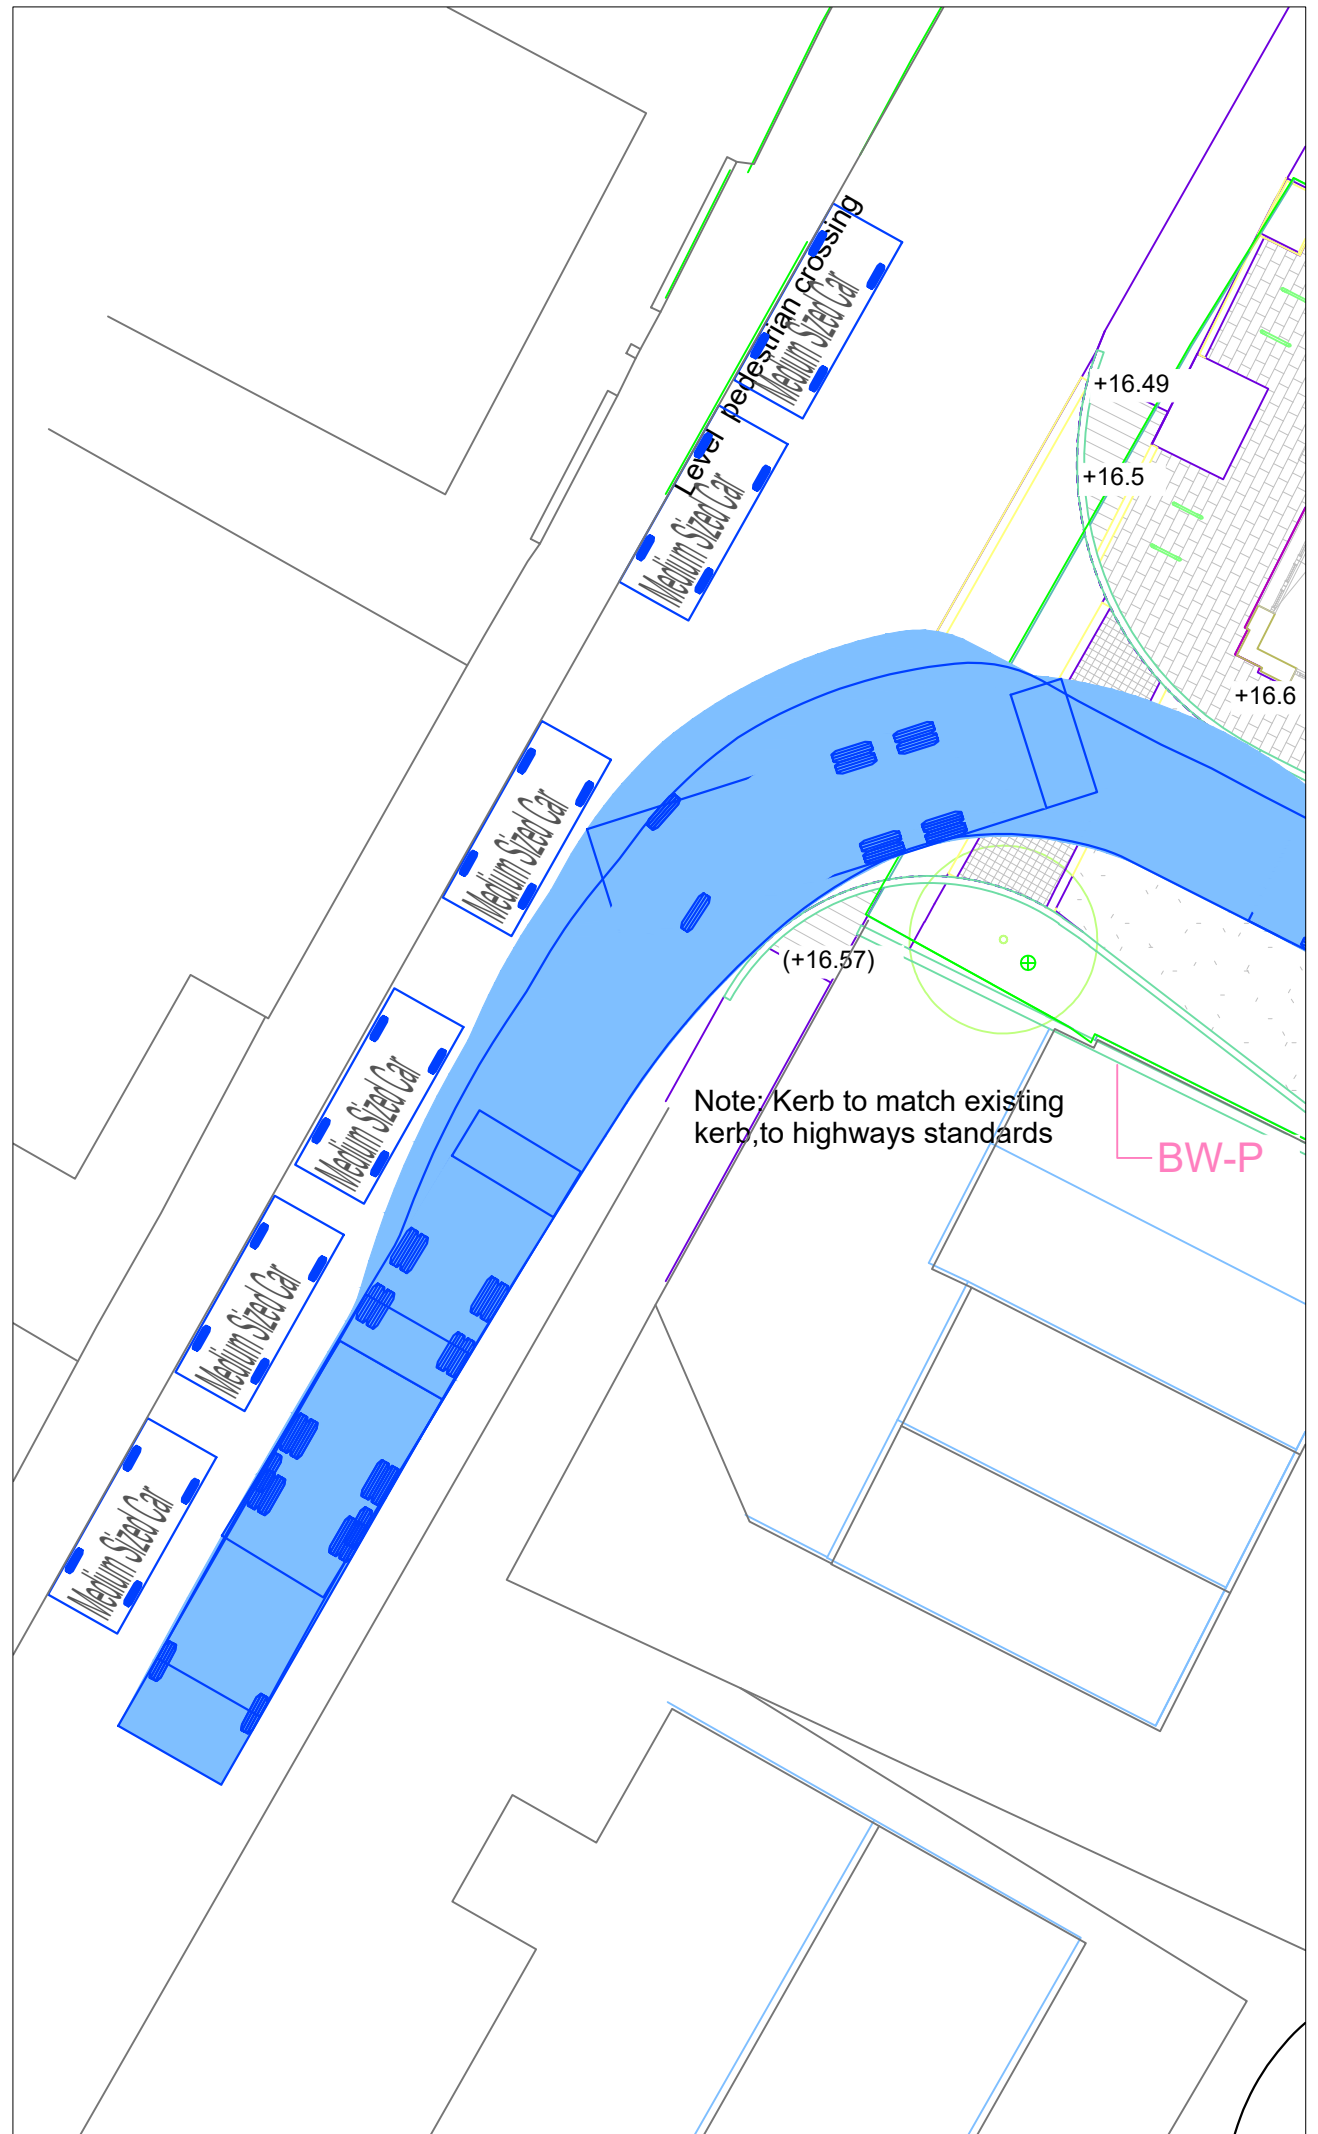 Level pedestrian crossing
Medium Sized Car
+16.49
Medium Sized Car
+16.5
+16.6
Medium Sized Car
(+16.57)
Medium Sized Car
Note: Kerb to match existing
kerb,to highways standards
BW-P
Medium Sized Car
Medium Sized Car